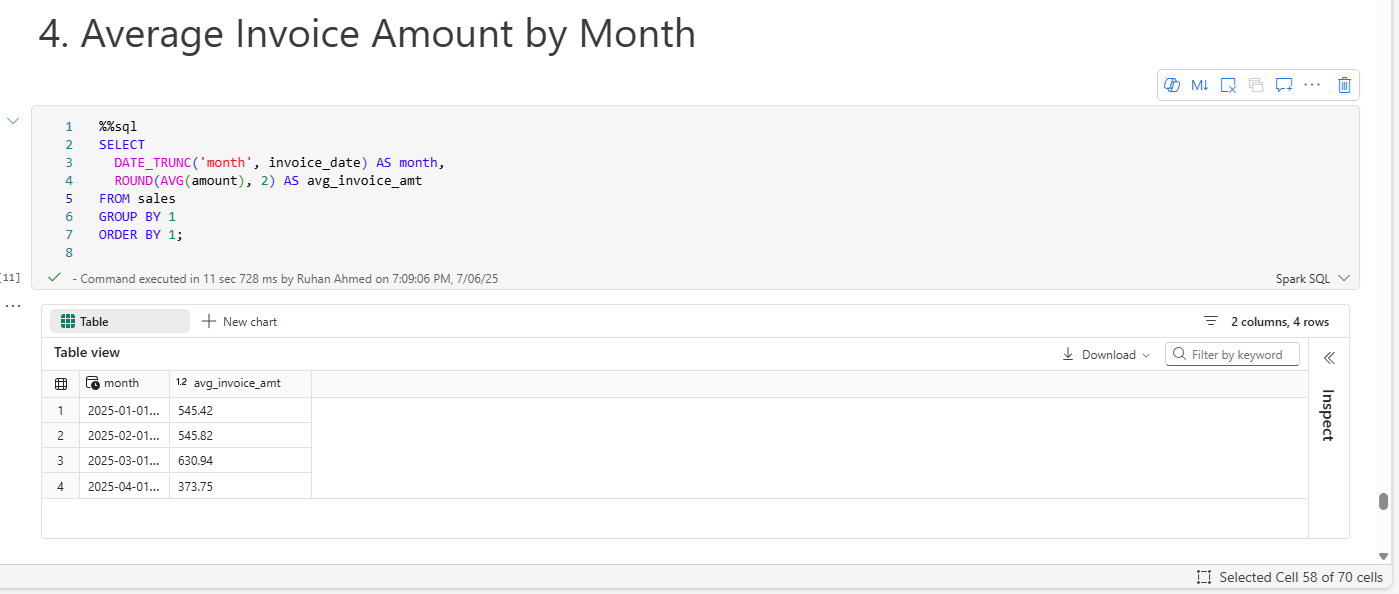 4. Average Invoice Amount by Month
M↓
1 %%sql
2 SELECT
3 DATE_TRUNC('month', invoice_date) AS month,
4 ROUND(AVG(amount), 2) AS avg_invoice_amt
5 FROM sales
6 GROUP BY 1
7 ORDER BY 1;
8
[11] - Command executed in 11 sec 728 ms by Ruhan Ahmed on 7:09:06 PM, 7/06/25 Spark SQL
Table New chart 2 columns, 4 rows
Table view Download Filter by keyword
month 1.2 avg_invoice_amt
1 2025-01-01... 545.42
2 2025-02-01... 545.82
3 2025-03-01... 630.94
4 2025-04-01... 373.75
Inspect
Selected Cell 58 of 70 cells